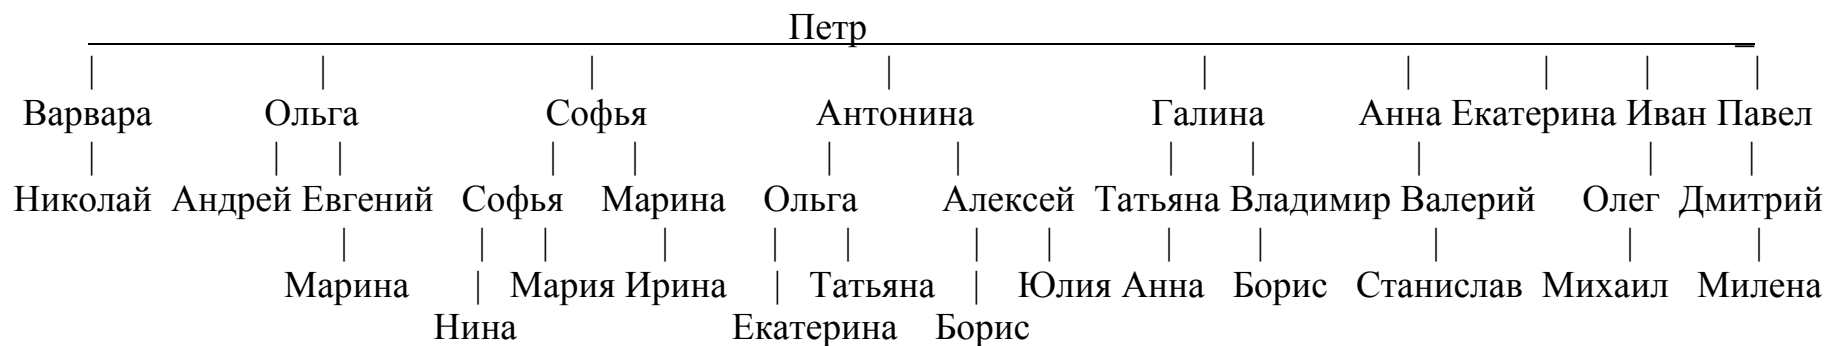 Петр
Варвара Ольга Софья Антонина Галина Анна Екатерина Иван Павел
Николай Андрей Евгений Софья Марина Ольга Алексей Татьяна Владимир Валерий Олег Дмитрий
Марина Мария Ирина Татьяна Юлия Анна Борис Станислав Михаил Милена
Нина Екатерина Борис